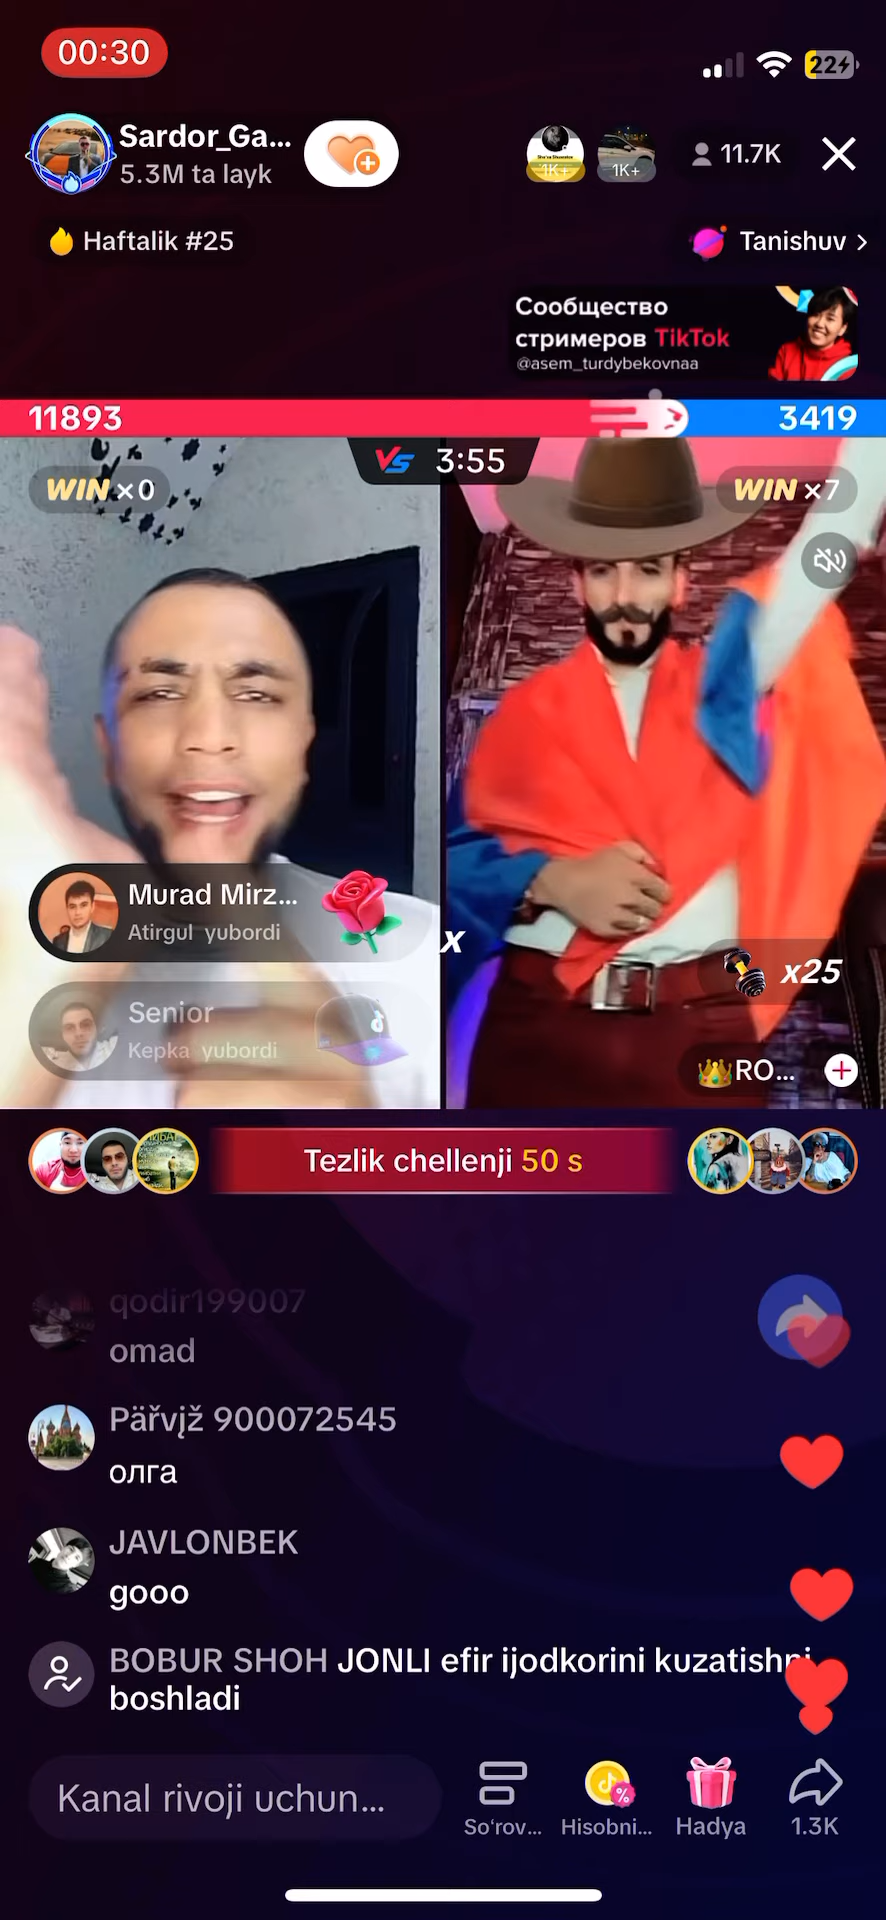 00:30
22
Sardor_Ga...
5.3M ta layk
1K+
1K+
11.7K
Haftalik #25
Tanishuv >
Сообщество
стримеров TikTok
@asem_turdybekovnaa
11893
3419
Vs 3:55
WIN ×0
WIN ×7
Murad Mirz...
Atirgul yubordi
x
x25
Senior
Kepka yubordi
RO...
Tezlik chellenji 50 s
qodir199007
omad
Päřvįž 900072545
олга
JAVLONBEK
gooo
BOBUR SHOH JONLI efir ijodkorini kuzatishni
boshladi
Kanal rivoji uchun...
So‘rov...
Hisobni...
Hadya
1.3K